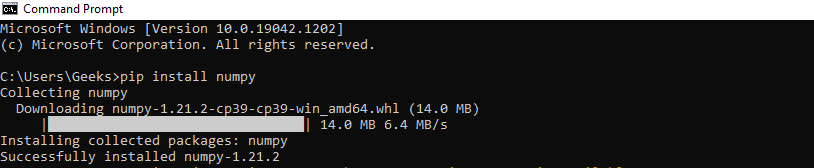 Command Prompt
Microsoft Windows [Version 10.0.19042.1202]
(c) Microsoft Corporation. All rights reserved.
C:\Users\Geeks>pip install numpy
Collecting numpy
Downloading numpy-1.21.2-cp39-cp39-win_amd64.whl (14.0 MB)
|████████████████████████████████| 14.0 MB 6.4 MB/s
Installing collected packages: numpy
Successfully installed numpy-1.21.2